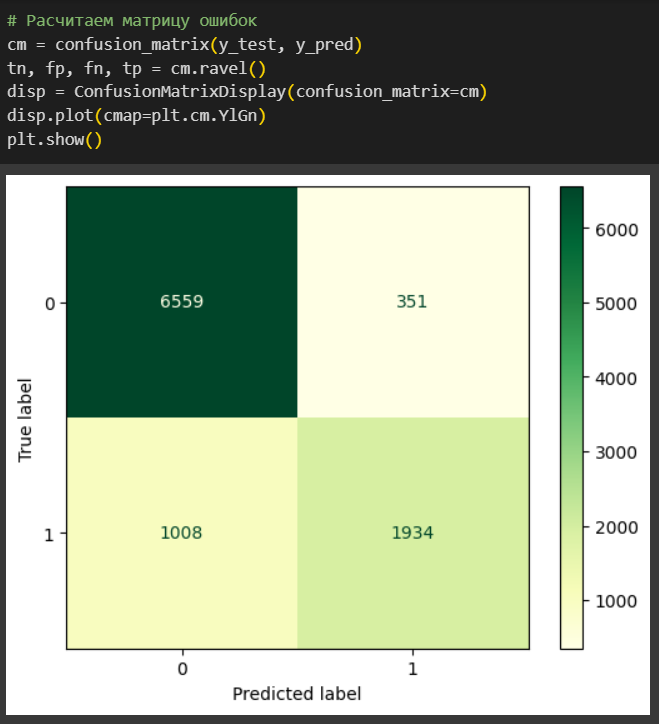 # Расчитаем матрицу ошибок
cm = confusion_matrix(y_test, y_pred)
tn, fp, fn, tp = cm.ravel()
disp = ConfusionMatrixDisplay(confusion_matrix=cm)
disp.plot(cmap=plt.cm.YlGn)
plt.show()
True label
0
6559
351
1
1008
1934
0
1
Predicted label
6000
5000
4000
3000
2000
1000